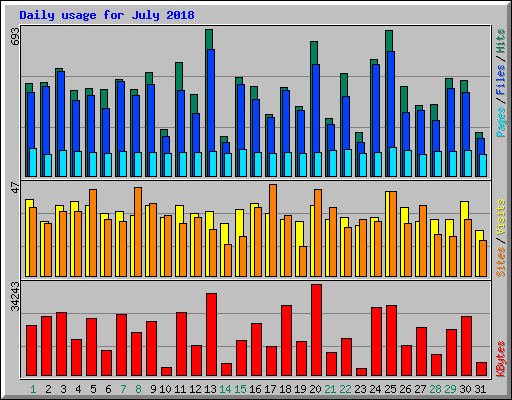 Daily usage for July 2018
693
Pages / Files / Hits
47
Sites / Visits
34243
KBytes
1 2 3 4 5 6 7 8 9 10 11 12 13 14 15 16 17 18 19 20 21 22 23 24 25 26 27 28 29 30 31